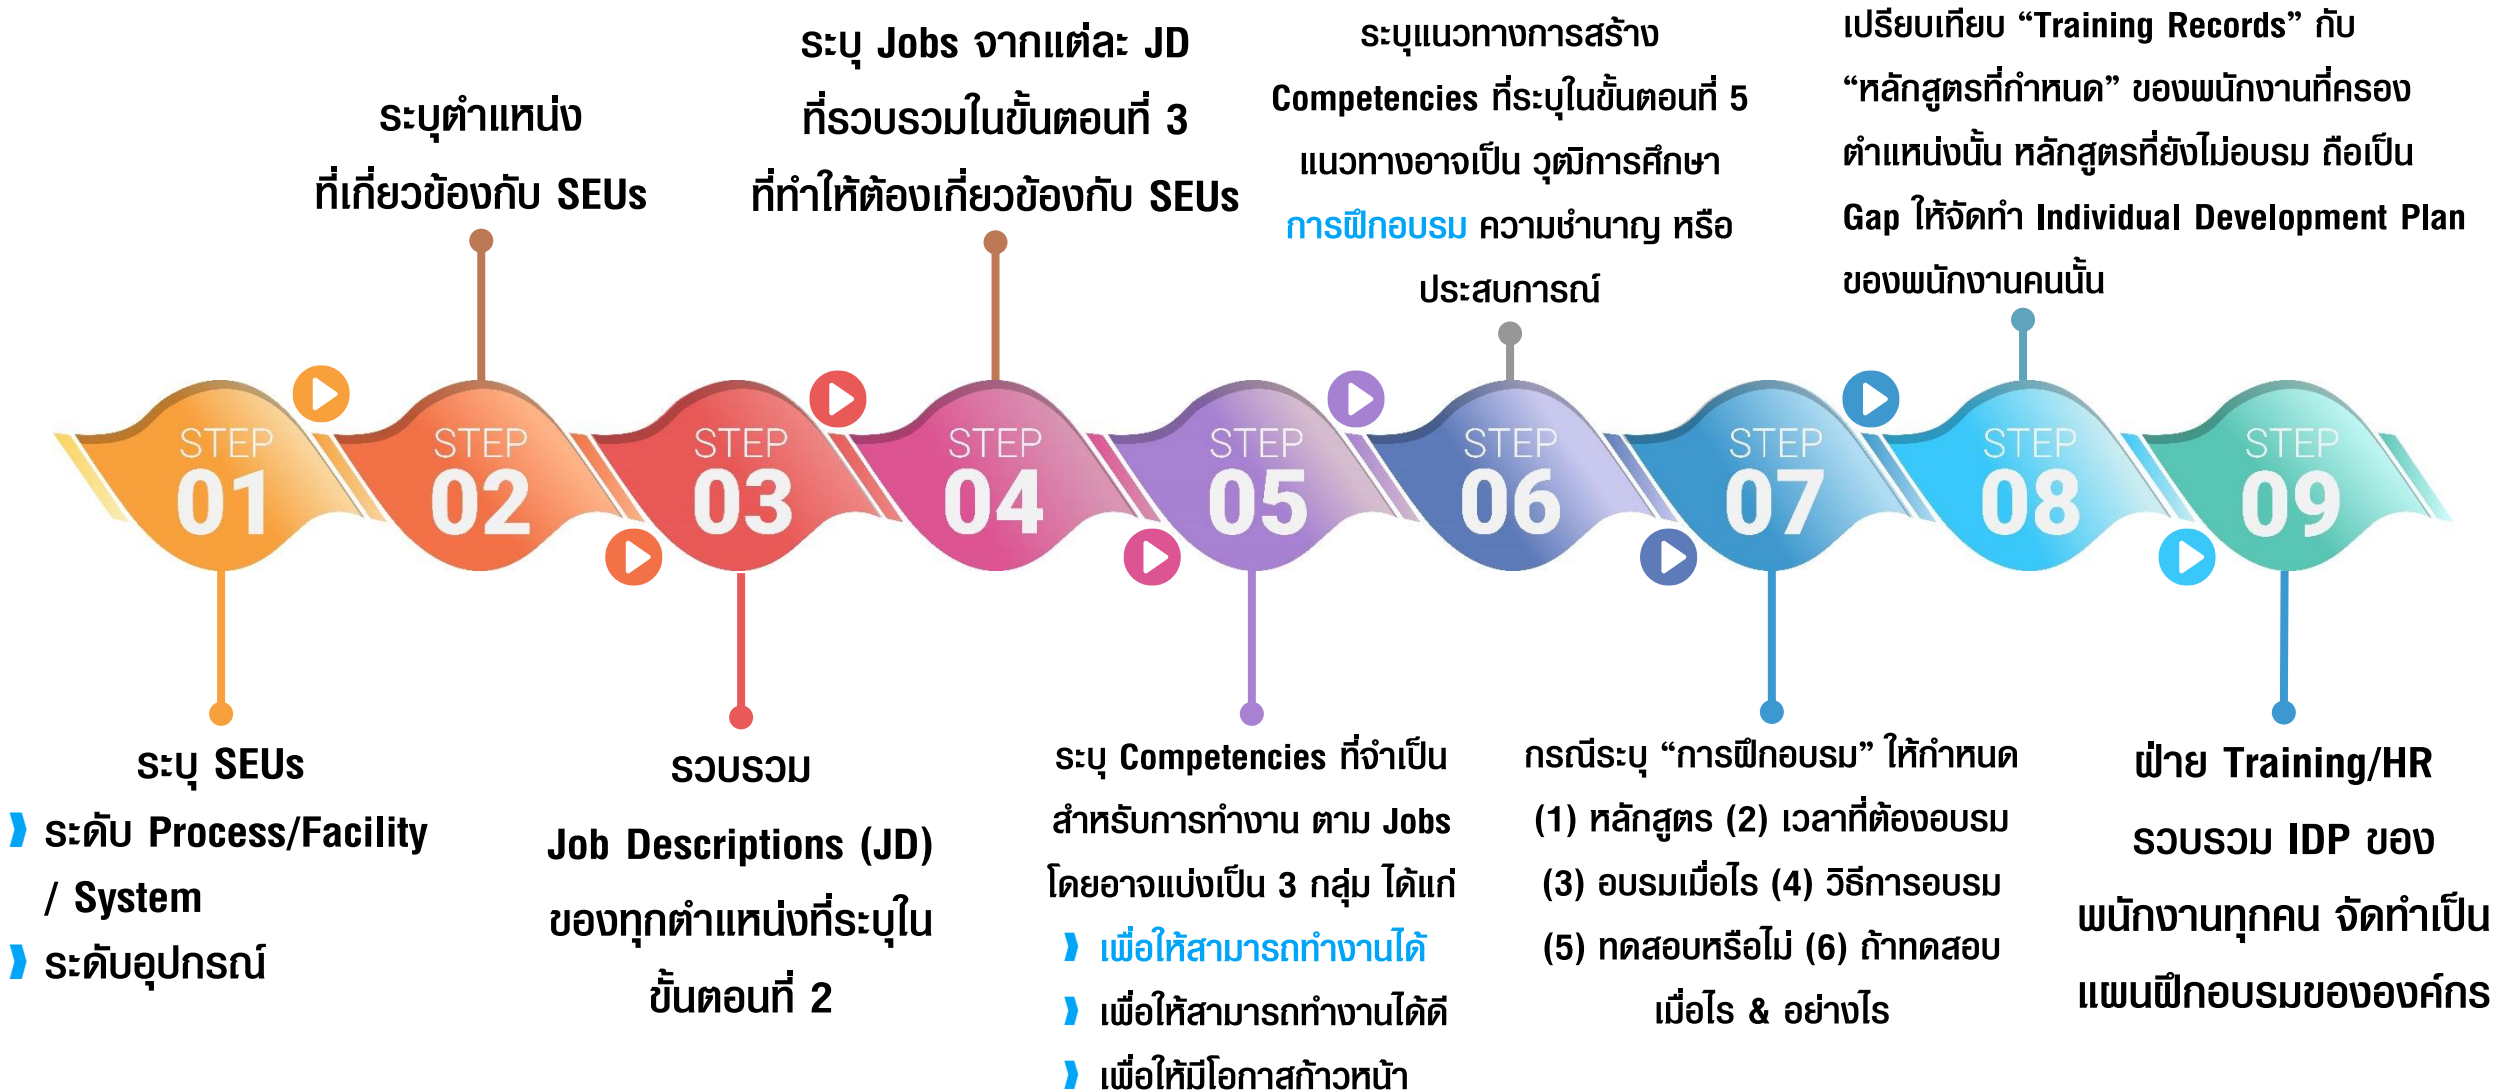 STEP
01
ระบุ SEUs
ระดับ Process/Facility
/ System
ระดับอุปกรณ์
ระบุตำแหน่ง
ที่เกี่ยวข้องกับ SEUs
STEP
02
STEP
03
รวบรวม
Job Descriptions (JD)
ของทุกตำแหน่งที่ระบุใน
ขั้นตอนที่ 2
ระบุ Jobs จากแต่ละ JD
ที่รวบรวมในขั้นตอนที่ 3
ที่ทำให้ต้องเกี่ยวข้องกับ SEUs
STEP
04
STEP
05
ระบุ Competencies ที่จำเป็น
สำหรับการทำงาน ตาม Jobs
โดยอาจแบ่งเป็น 3 กลุ่ม ได้แก่
เพื่อให้สามารถทำงานได้
เพื่อให้สามารถทำงานได้ดี
เพื่อให้มีโอกาสก้าวหน้า
ระบุแนวทางการสร้าง
Competencies ที่ระบุในขั้นตอนที่ 5
แนวทางอาจเป็น วุฒิการศึกษา
การฝึกอบรม ความชำนาญ หรือ
ประสบการณ์
STEP
06
STEP
07
กรณีระบุ “การฝึกอบรม” ให้กำหนด
(1) หลักสูตร (2) เวลาที่ต้องอบรม
(3) อบรมเมื่อไร (4) วิธีการอบรม
(5) ทดสอบหรือไม่ (6) ถ้าทดสอบ
เมื่อไร & อย่างไร
เปรียบเทียบ “Training Records” กับ
“หลักสูตรที่กำหนด” ของพนักงานที่ครอง
ตำแหน่งนั้น หลักสูตรที่ยังไม่อบรม ถือเป็น
Gap ให้จัดทำ Individual Development Plan
ของพนักงานคนนั้น
STEP
08
STEP
09
ฝ่าย Training/HR
รวบรวม IDP ของ
พนักงานทุกคน จัดทำเป็น
แผนฝึกอบรมขององค์กร